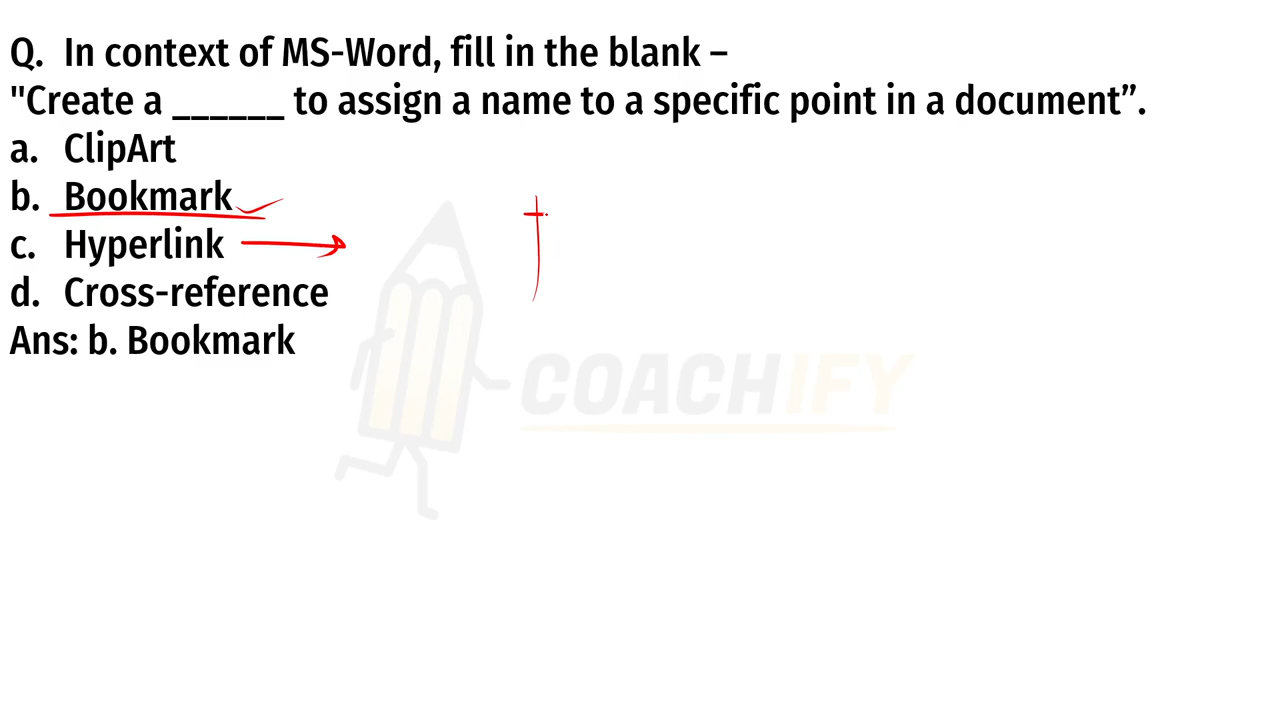 Q. In context of MS-Word, fill in the blank –
"Create a ______ to assign a name to a specific point in a document”.
a. ClipArt
b. Bookmark
c. Hyperlink
d. Cross-reference
Ans: b. Bookmark
COACHIFY